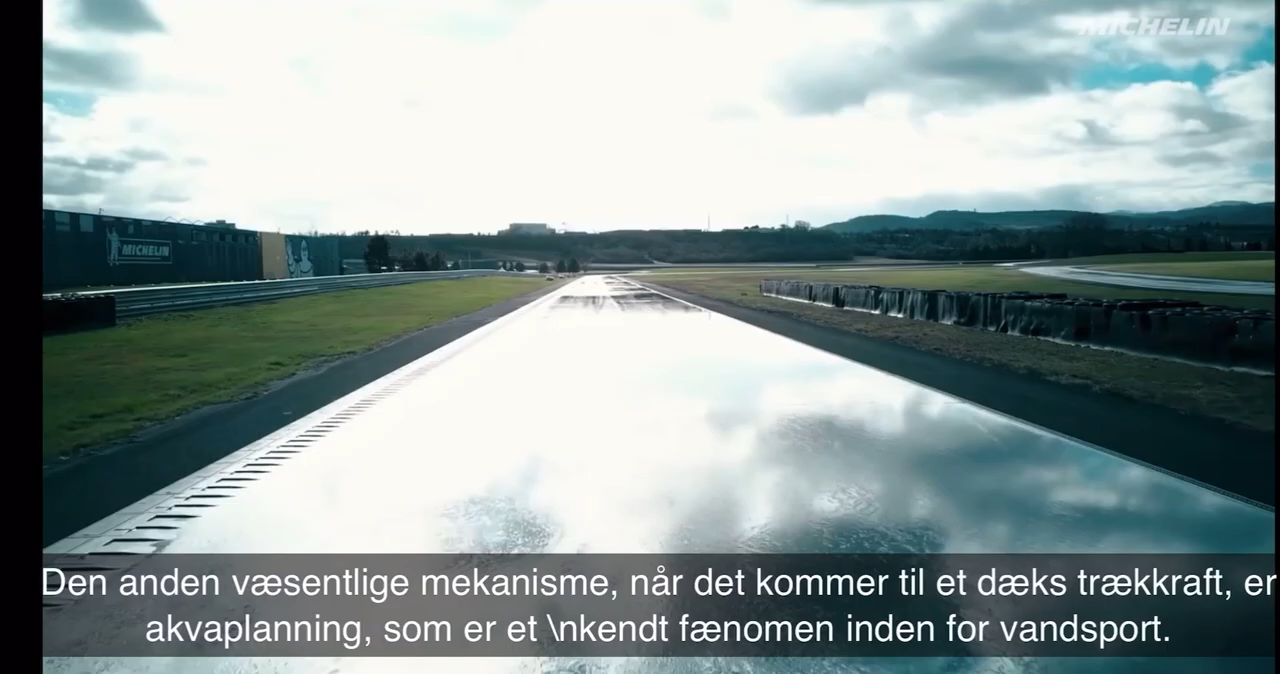 MICHELIN
MICHELIN
Den anden væsentlige mekanisme, når det kommer til et dæks trækkraft, er
akvaplanning, som er et \nkendt fænomen inden for vandsport.